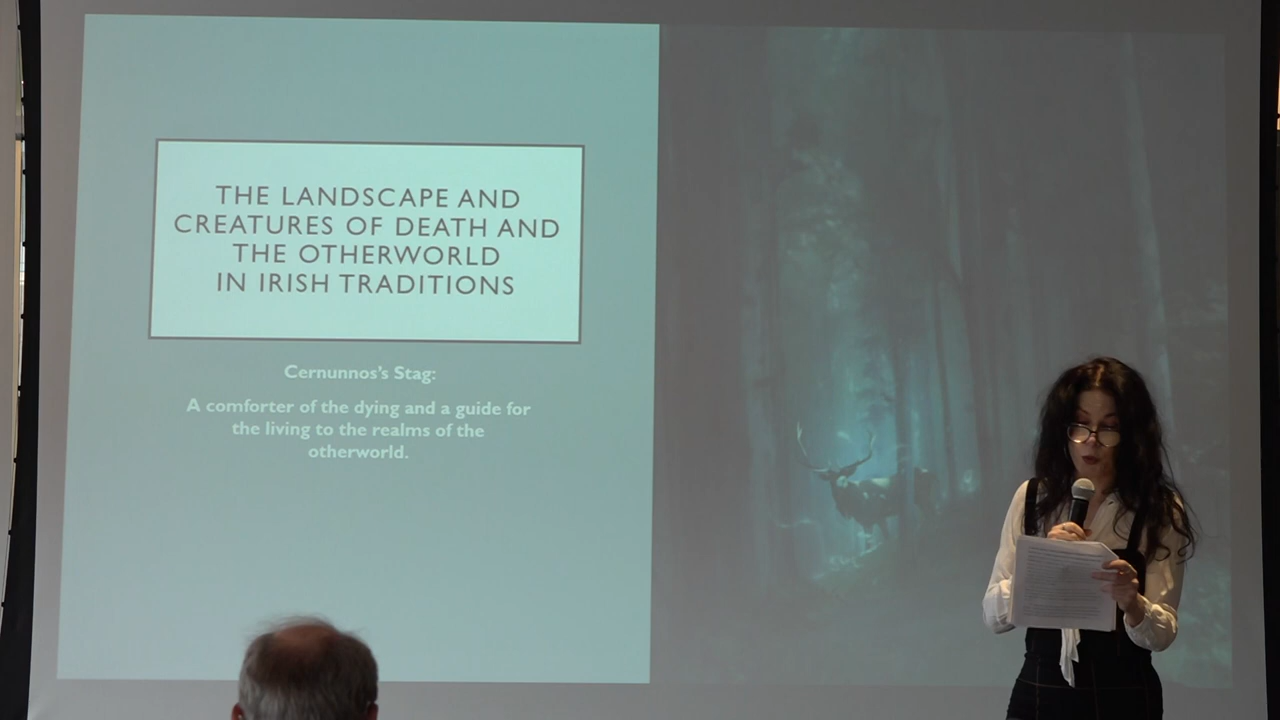 THE LANDSCAPE AND
CREATURES OF DEATH AND
THE OTHERWORLD
IN IRISH TRADITIONS
Cernunnos's Stag:
A comforter of the dying and a guide for
the living to the realms of the
otherworld.